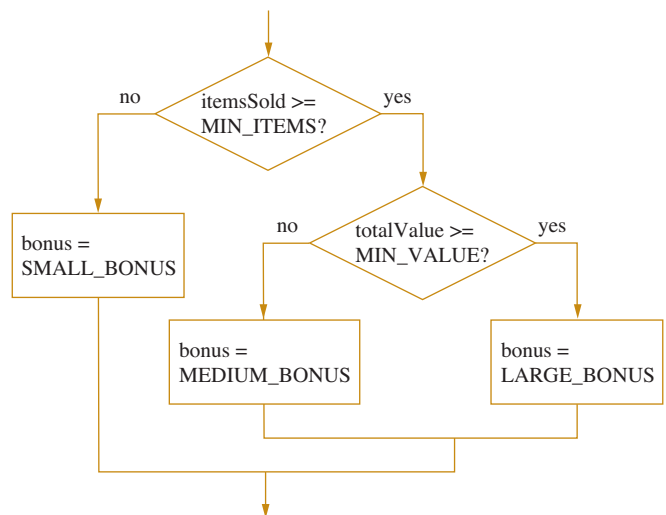 no
itemsSold >=
MIN_ITEMS?
yes
bonus =
SMALL_BONUS
no
totalValue >=
MIN_VALUE?
yes
bonus =
MEDIUM_BONUS
bonus =
LARGE_BONUS